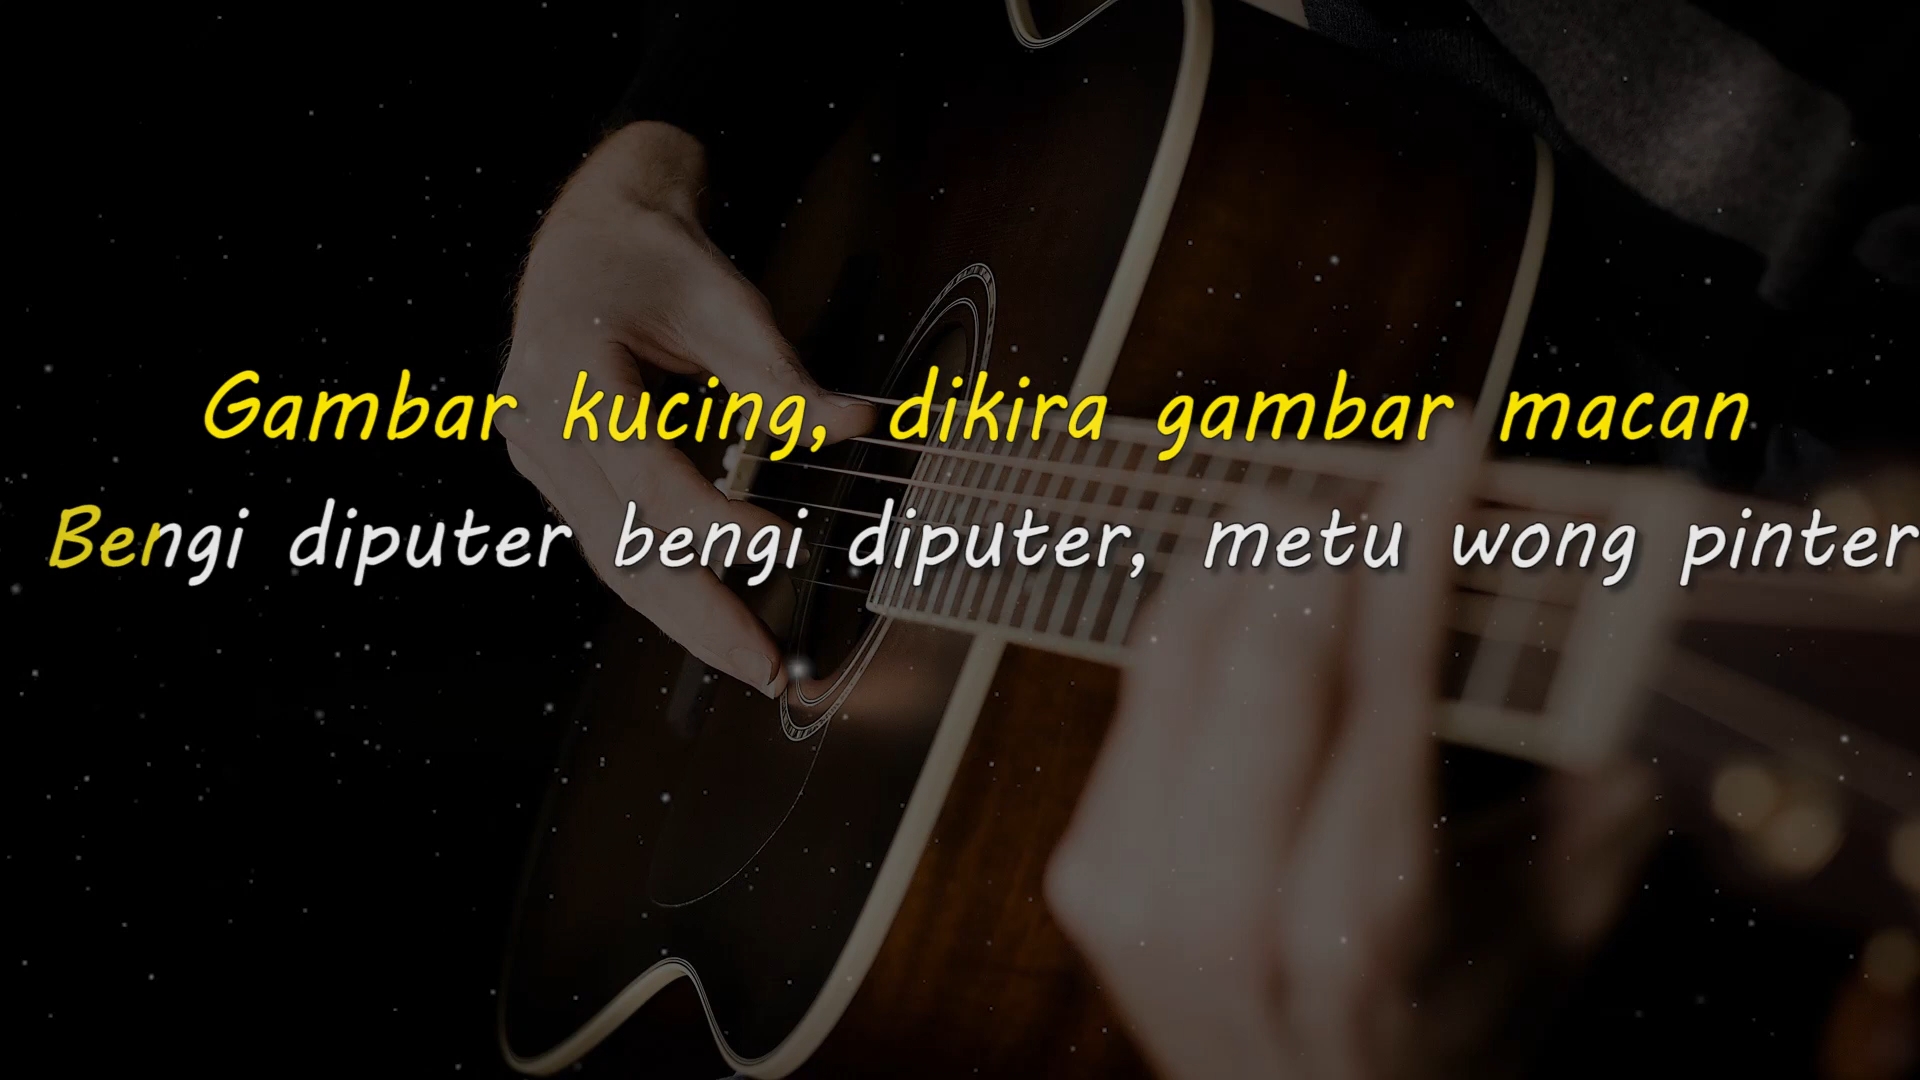 Gambar kucing, dikira gambar macan
Bengi diputer bengi diputer, metu wong pinter